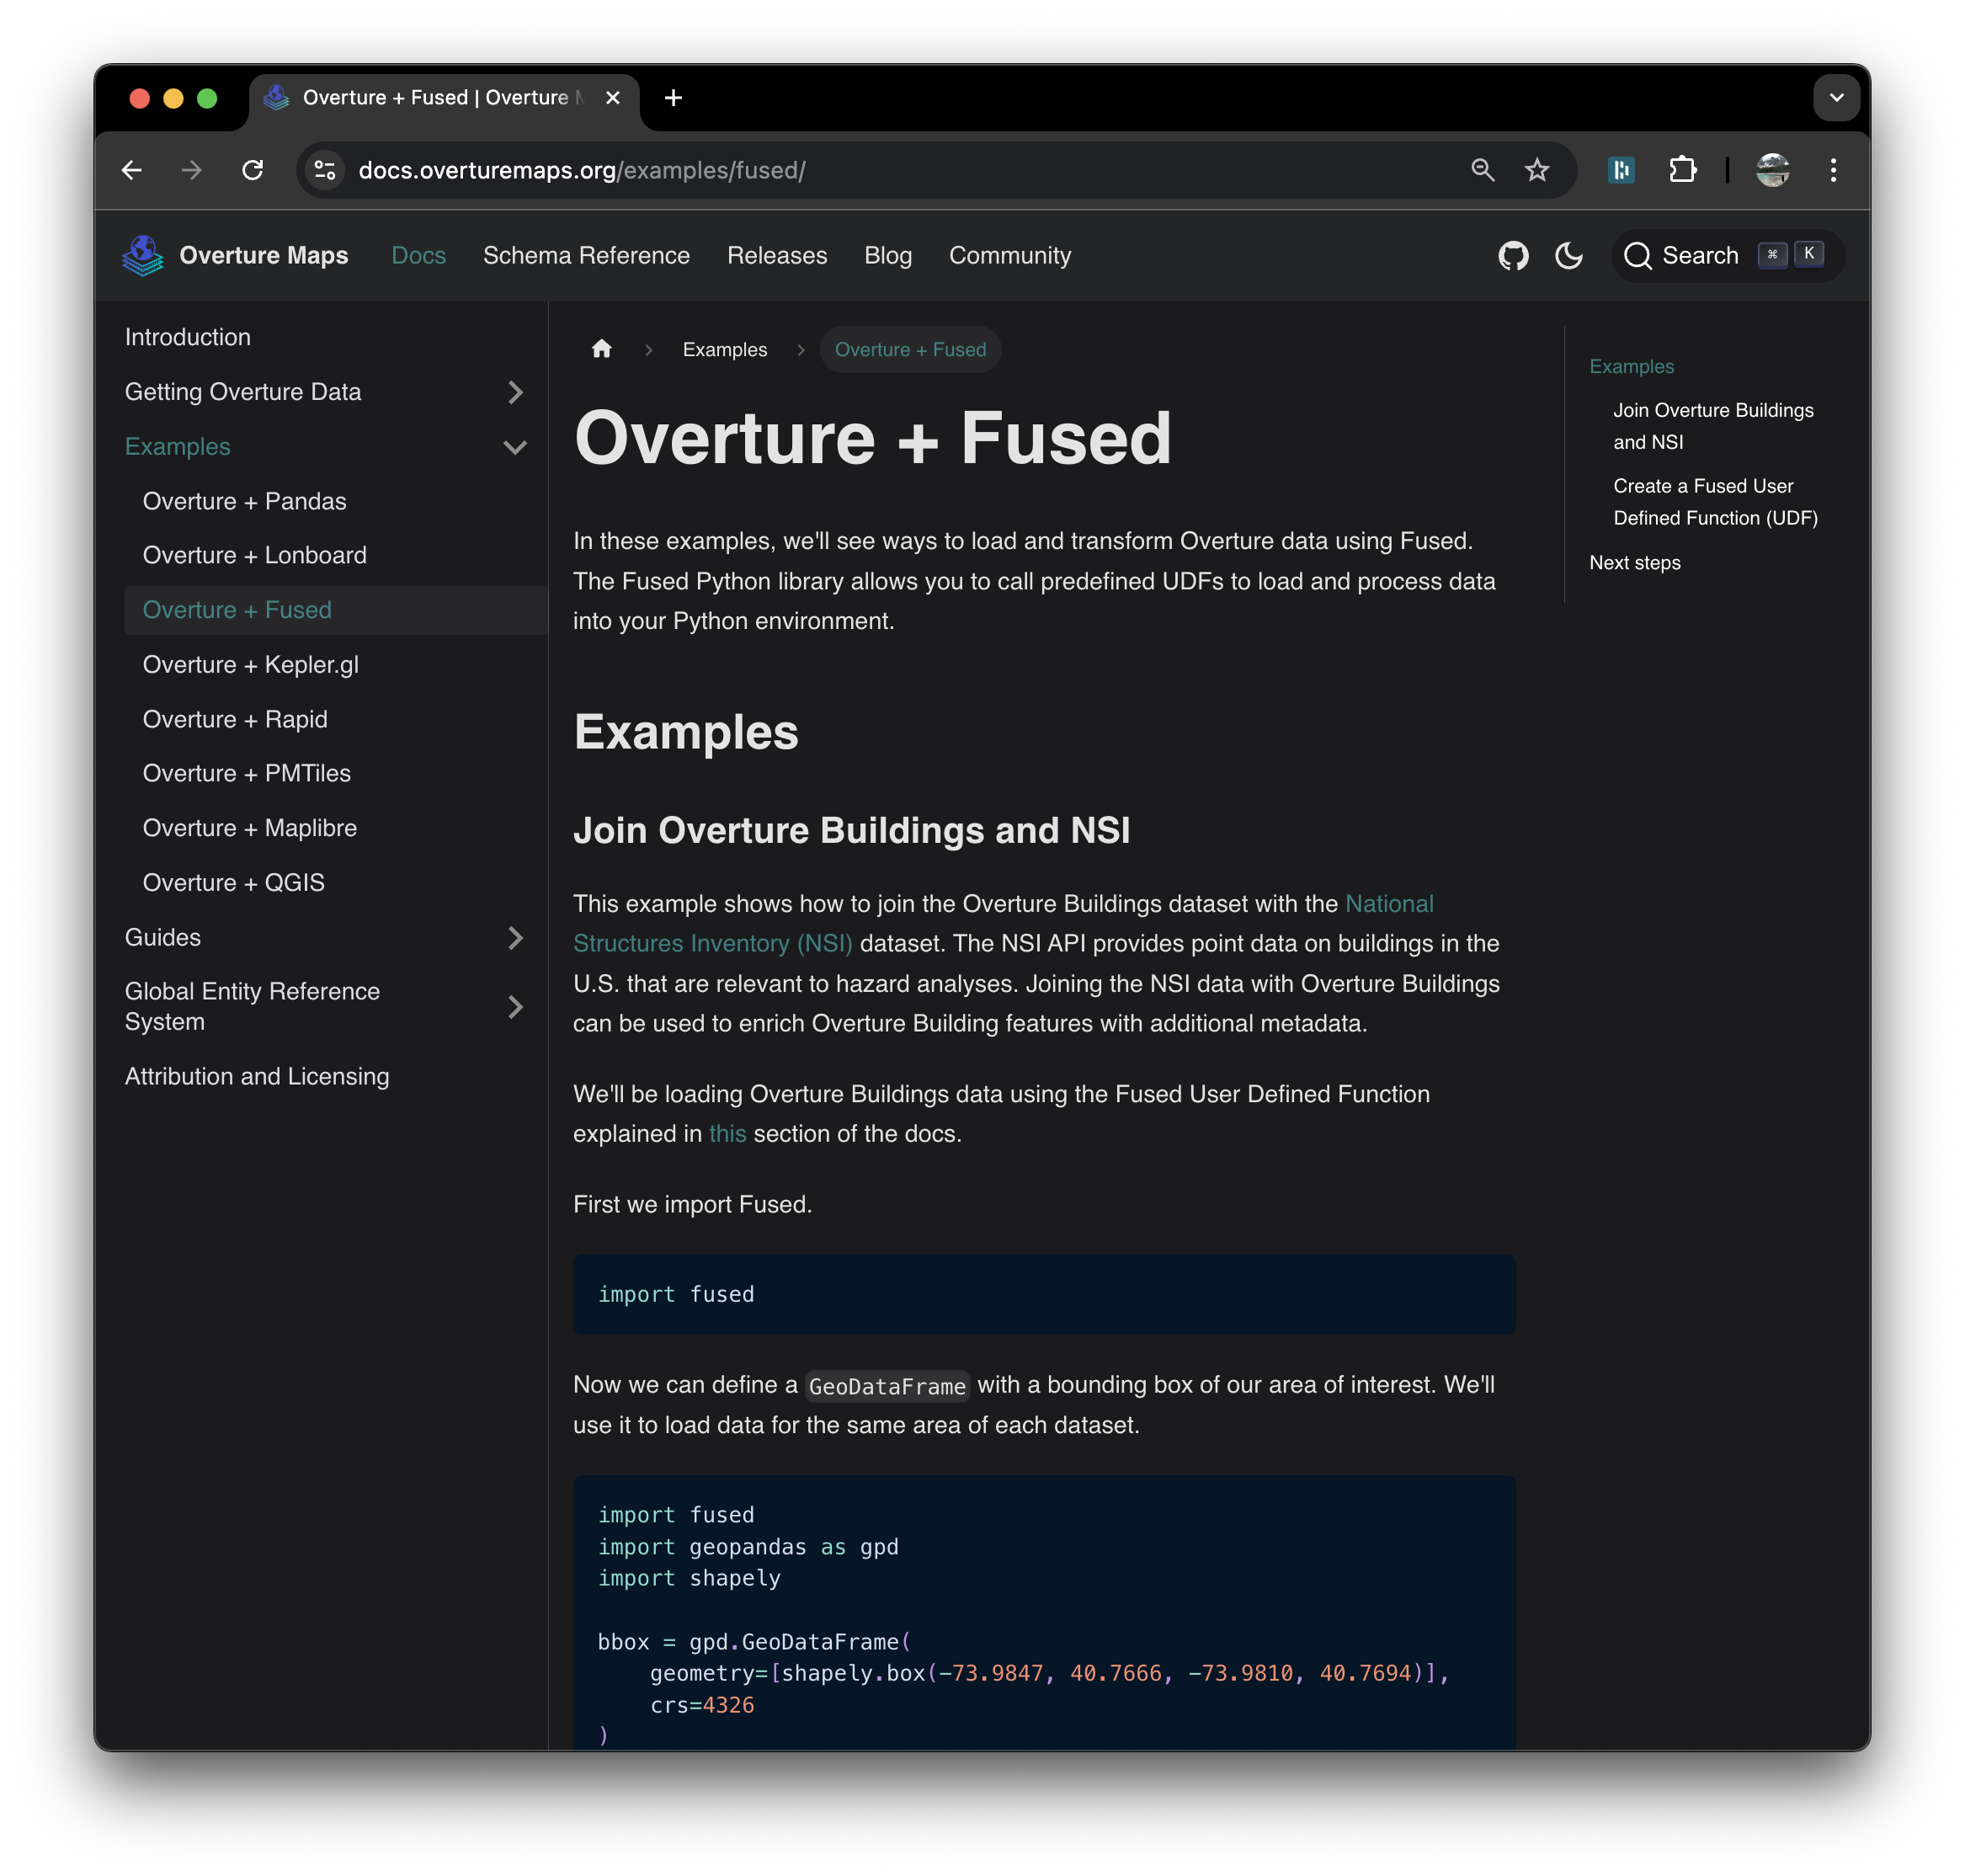 Overture + Fused | Overture
docs.overturemaps.org/examples/fused/
Overture Maps
Docs
Schema Reference
Releases
Blog
Community
Search ⌘ K
Introduction
Getting Overture Data
Examples
Overture + Pandas
Overture + Lonboard
Overture + Fused
Overture + Kepler.gl
Overture + Rapid
Overture + PMTiles
Overture + Maplibre
Overture + QGIS
Guides
Global Entity Reference
System
Attribution and Licensing
Examples
Overture + Fused
Overture + Fused
In these examples, we'll see ways to load and transform Overture data using Fused.
The Fused Python library allows you to call predefined UDFs to load and process data
into your Python environment.
Examples
Join Overture Buildings and NSI
This example shows how to join the Overture Buildings dataset with the National
Structures Inventory (NSI) dataset. The NSI API provides point data on buildings in the
U.S. that are relevant to hazard analyses. Joining the NSI data with Overture Buildings
can be used to enrich Overture Building features with additional metadata.
We'll be loading Overture Buildings data using the Fused User Defined Function
explained in this section of the docs.
First we import Fused.
import fused
Now we can define a GeoDataFrame with a bounding box of our area of interest. We'll
use it to load data for the same area of each dataset.
import fused
import geopandas as gpd
import shapely
bbox = gpd.GeoDataFrame(
    geometry=[shapely.box(-73.9847, 40.7666, -73.9810, 40.7694)],
    crs=4326
)
Examples
Join Overture Buildings
and NSI
Create a Fused User
Defined Function (UDF)
Next steps